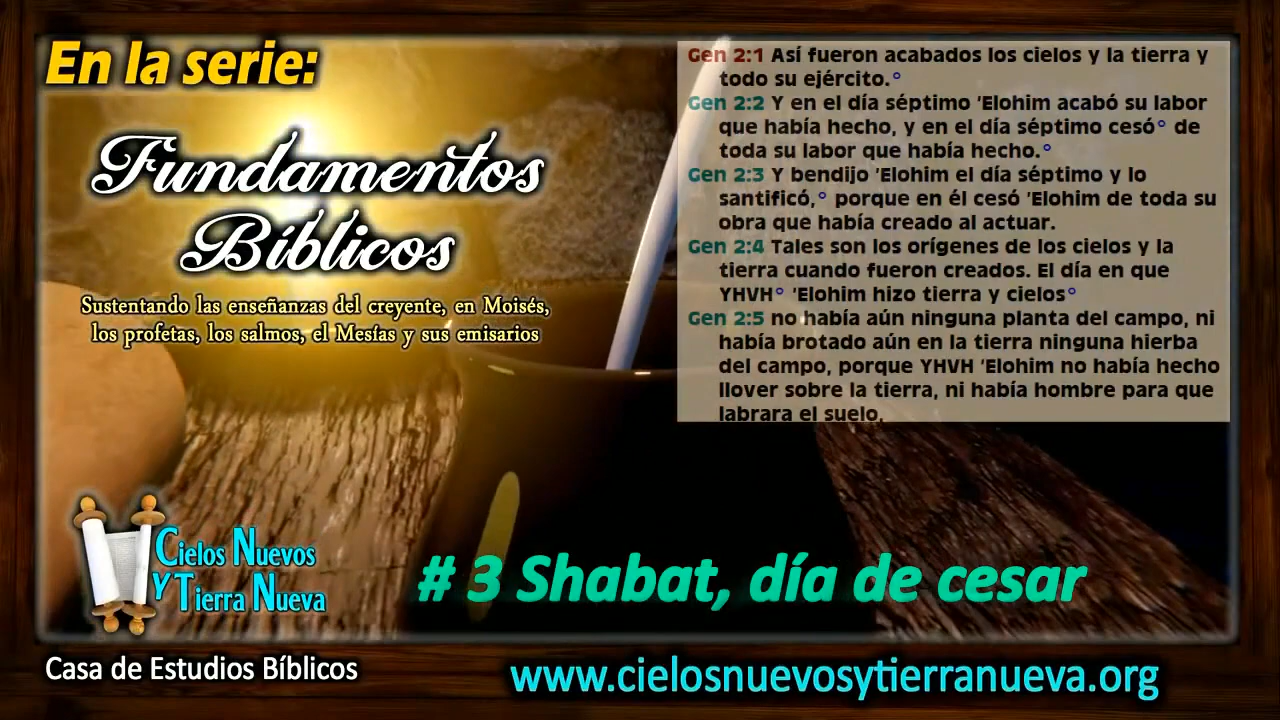 En la serie:
Fundamentos
Bíblicos
Sustentando las enseñanzas del creyente, en Moisés,
los profetas, los salmos, el Mesías y sus emisarios
Gen 2:1 Así fueron acabados los cielos y la tierra y
todo su ejército.°
Gen 2:2 Y en el día séptimo 'Elohim acabó su labor
que había hecho, y en el día séptimo cesó° de
toda su labor que había hecho.°
Gen 2:3 Y bendijo 'Elohim el día séptimo y lo
santificó,° porque en él cesó 'Elohim de toda su
obra que había creado al actuar.
Gen 2:4 Tales son los orígenes de los cielos y la
tierra cuando fueron creados. El día en que
YHVH° 'Elohim hizo tierra y cielos°
Gen 2:5 no había aún ninguna planta del campo, ni
había brotado aún en la tierra ninguna hierba
del campo, porque YHVH 'Elohim no había hecho
llover sobre la tierra, ni había hombre para que
labrara el suelo,
Cielos Nuevos
Y Tierra Nueva
# 3 Shabat, día de cesar
Casa de Estudios Bíblicos
www.cielosnuevosytierranueva.org